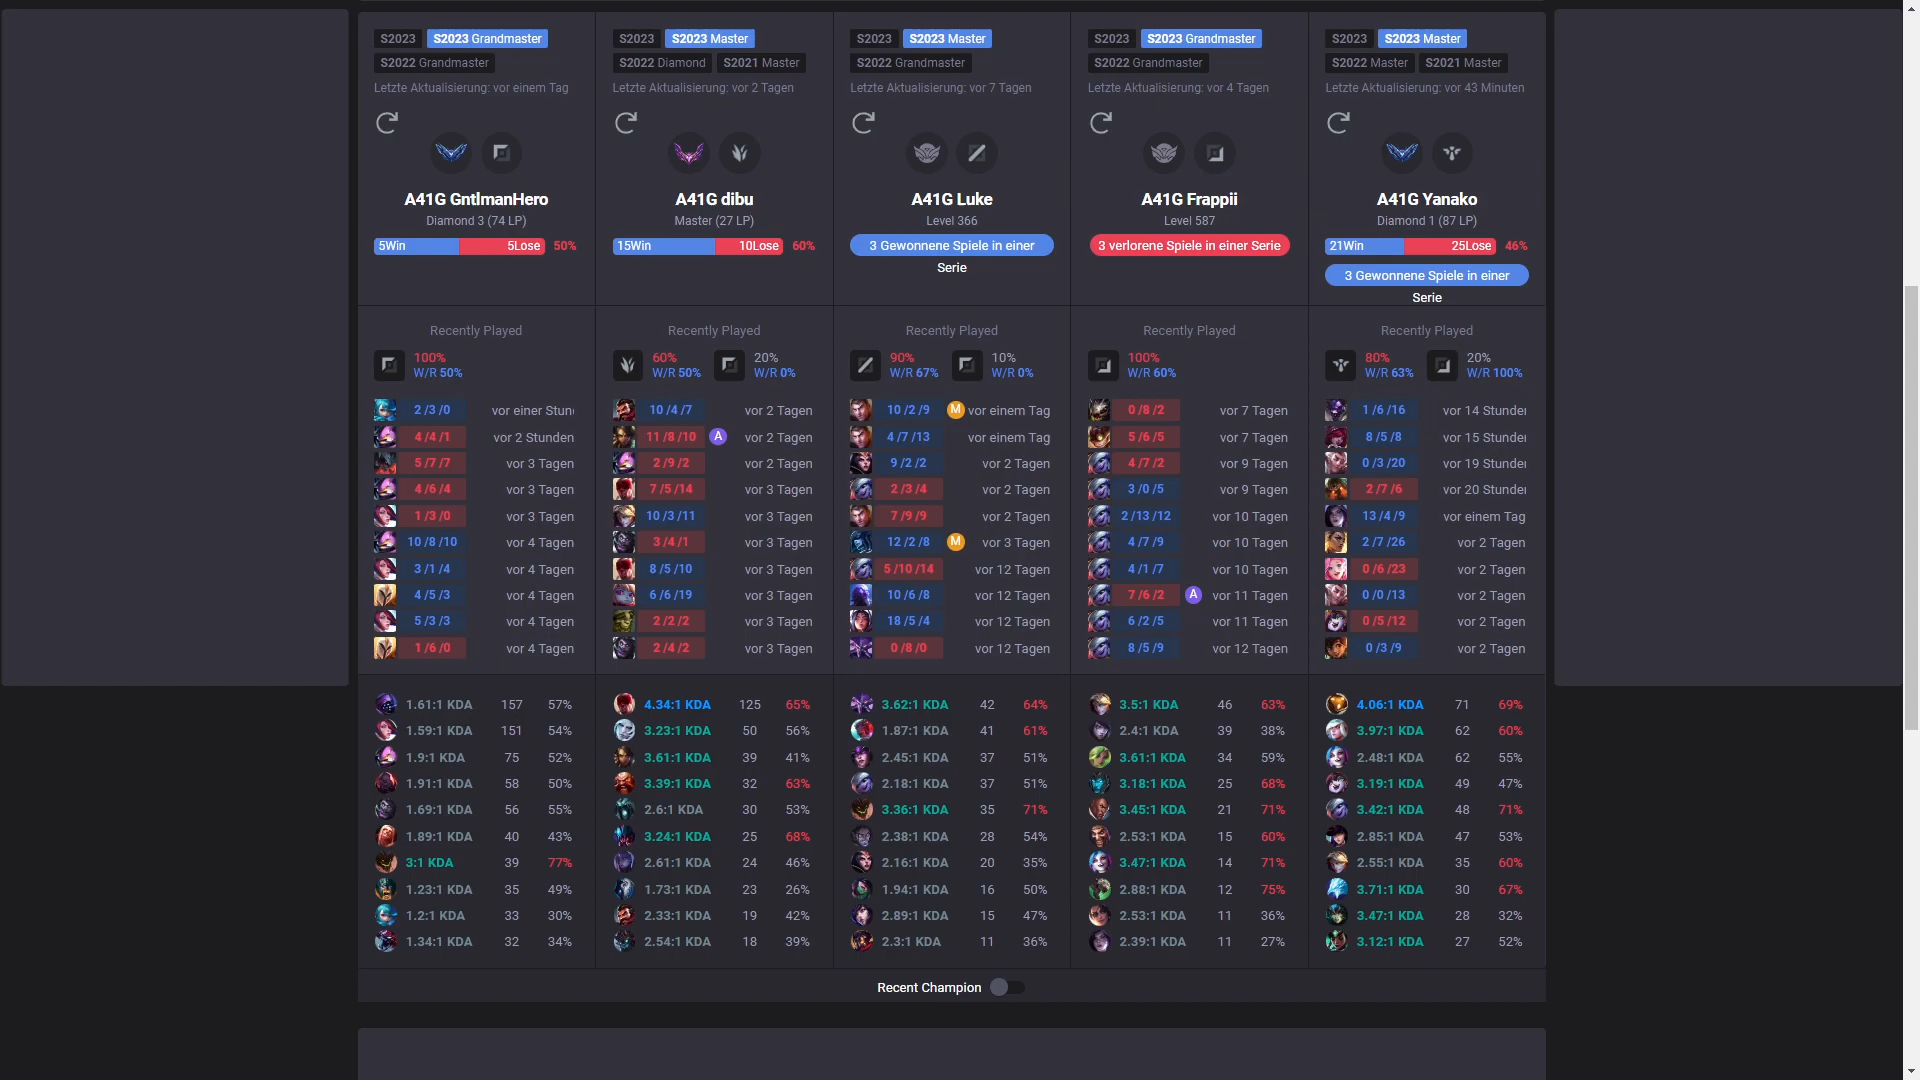 S2023 S2023 Grandmaster
S2022 Grandmaster
Letzte Aktualisierung: vor einem Tag
A41G GntlmanHero
Diamond 3 (74 LP)
5Win 5Lose 50%
S2023 S2023 Master
S2022 Diamond S2021 Master
Letzte Aktualisierung: vor 2 Tagen
A41G dibu
Master (27 LP)
15Win 10Lose 60%
S2023 S2023 Master
S2022 Grandmaster
Letzte Aktualisierung: vor 7 Tagen
A41G Luke
Level 366
3 Gewonnene Spiele in einer
Serie
S2023 S2023 Grandmaster
S2022 Grandmaster
Letzte Aktualisierung: vor 4 Tagen
A41G Frappii
Level 587
3 verlorene Spiele in einer Serie
S2023 S2023 Master
S2022 Master S2021 Master
Letzte Aktualisierung: vor 43 Minuten
A41G Yanako
Diamond 1 (87 LP)
21Win 25Lose 46%
3 Gewonnene Spiele in einer
Serie
Recently Played
100%
W/R 50%
2 /3 /0 vor einer Stun
4 /4 /1 vor 2 Stunden
5 /7 /7 vor 3 Tagen
4 /6 /4 vor 3 Tagen
1 /3 /0 vor 3 Tagen
10 /8 /10 vor 4 Tagen
3 /1 /4 vor 4 Tagen
4 /5 /3 vor 4 Tagen
5 /3 /3 vor 4 Tagen
1 /6 /0 vor 4 Tagen
Recently Played
60% 20%
W/R 50% W/R 0%
10 /4 /7 vor 2 Tagen
11 /8 /10 A vor 2 Tagen
2 /9 /2 vor 2 Tagen
7 /5 /14 vor 3 Tagen
10 /3 /11 vor 3 Tagen
3 /4 /1 vor 3 Tagen
8 /5 /10 vor 3 Tagen
6 /6 /19 vor 3 Tagen
2 /2 /2 vor 3 Tagen
2 /4 /2 vor 3 Tagen
Recently Played
90% 10%
W/R 67% W/R 0%
10 /2 /9 M vor einem Tag
4 /7 /13 vor einem Tag
9 /2 /2 vor 2 Tagen
2 /3 /4 vor 2 Tagen
7 /9 /9 vor 2 Tagen
12 /2 /8 M vor 3 Tagen
5 /10 /14 vor 12 Tagen
10 /6 /8 vor 12 Tagen
18 /5 /4 vor 12 Tagen
0 /8 /0 vor 12 Tagen
Recently Played
100%
W/R 60%
0 /8 /2 vor 7 Tagen
5 /6 /5 vor 7 Tagen
4 /7 /2 vor 9 Tagen
3 /0 /5 vor 9 Tagen
2 /13 /12 vor 10 Tagen
4 /7 /9 vor 10 Tagen
4 /1 /7 vor 10 Tagen
7 /6 /2 A vor 11 Tagen
6 /2 /5 vor 11 Tagen
8 /5 /9 vor 12 Tagen
Recently Played
80% 20%
W/R 63% W/R 100%
1 /6 /16 vor 14 Stunden
8 /5 /8 vor 15 Stunden
0 /3 /20 vor 19 Stunden
2 /7 /6 vor 20 Stunden
13 /4 /9 vor einem Tag
2 /7 /26 vor 2 Tagen
0 /6 /23 vor 2 Tagen
0 /0 /13 vor 2 Tagen
0 /5 /12 vor 2 Tagen
0 /3 /9 vor 2 Tagen
1.61:1 KDA 157 57%
1.59:1 KDA 151 54%
1.9:1 KDA 75 52%
1.91:1 KDA 58 50%
1.69:1 KDA 56 55%
1.89:1 KDA 40 43%
3:1 KDA 39 77%
1.23:1 KDA 35 49%
1.2:1 KDA 33 30%
1.34:1 KDA 32 34%
4.34:1 KDA 125 65%
3.23:1 KDA 50 56%
3.61:1 KDA 39 41%
3.39:1 KDA 32 63%
2.6:1 KDA 30 53%
3.24:1 KDA 25 68%
2.61:1 KDA 24 46%
1.73:1 KDA 23 26%
2.33:1 KDA 19 42%
2.54:1 KDA 18 39%
3.62:1 KDA 42 64%
1.87:1 KDA 41 61%
2.45:1 KDA 37 51%
2.18:1 KDA 37 51%
3.36:1 KDA 35 71%
2.38:1 KDA 28 54%
2.16:1 KDA 20 35%
1.94:1 KDA 16 50%
2.89:1 KDA 15 47%
2.3:1 KDA 11 36%
3.5:1 KDA 46 63%
2.4:1 KDA 39 38%
3.61:1 KDA 34 59%
3.18:1 KDA 25 68%
3.45:1 KDA 21 71%
2.53:1 KDA 15 60%
3.47:1 KDA 14 71%
2.88:1 KDA 12 75%
2.53:1 KDA 11 36%
2.39:1 KDA 11 27%
4.06:1 KDA 71 69%
3.97:1 KDA 62 60%
2.48:1 KDA 62 55%
3.19:1 KDA 49 47%
3.42:1 KDA 48 71%
2.85:1 KDA 47 53%
2.55:1 KDA 35 60%
3.71:1 KDA 30 67%
3.47:1 KDA 28 32%
3.12:1 KDA 27 52%
Recent Champion